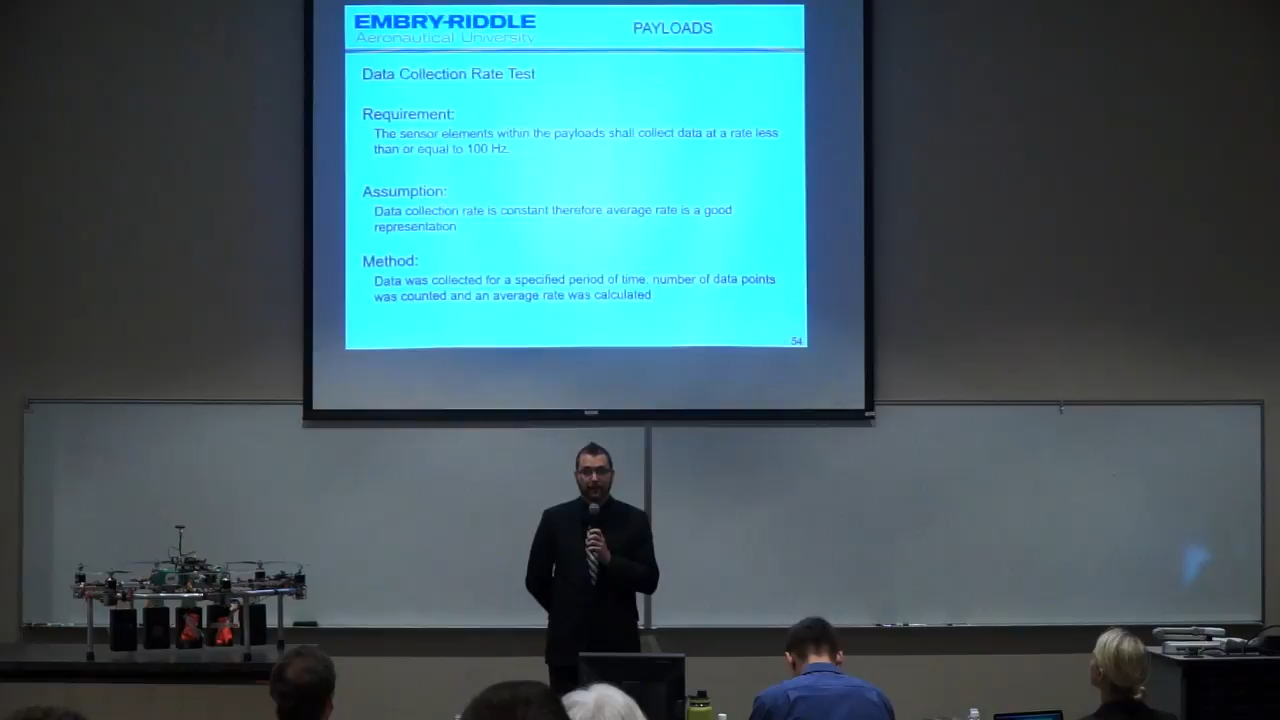 EMBRY-RIDDLE
Aeronautical University
PAYLOADS
Data Collection Rate Test
Requirement:
The sensor elements within the payloads shall collect data at a rate less
than or equal to 100 Hz.
Assumption:
Data collection rate is constant therefore average rate is a good
representation
Method:
Data was collected for a specified period of time, number of data points
was counted and an average rate was calculated
54